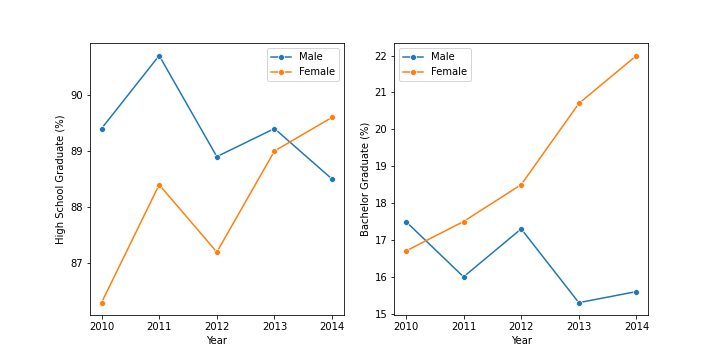 High School Graduate (%)
90
89
88
87
2010 2011 2012 2013 2014
Year
Male
Female
Bachelor Graduate (%)
22
21
20
19
18
17
16
15
2010 2011 2012 2013 2014
Year
Male
Female